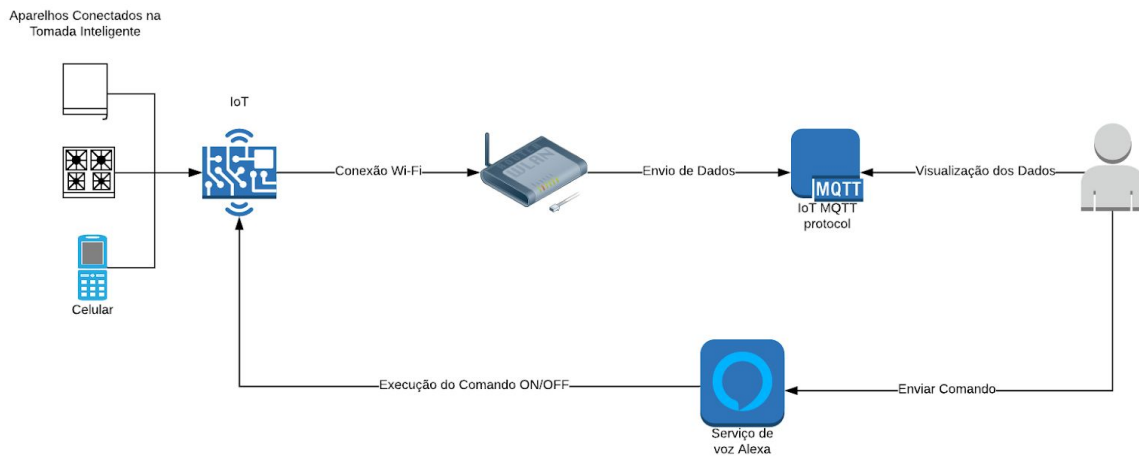 Aparelhos Conectados na
Tomada Inteligente
IoT
Conexão Wi-Fi
WLAN
Envio de Dados
MQTT
IoT MQTT
protocol
Visualização dos Dados
Celular
Execução do Comando ON/OFF
Serviço de
voz Alexa
Enviar Comando